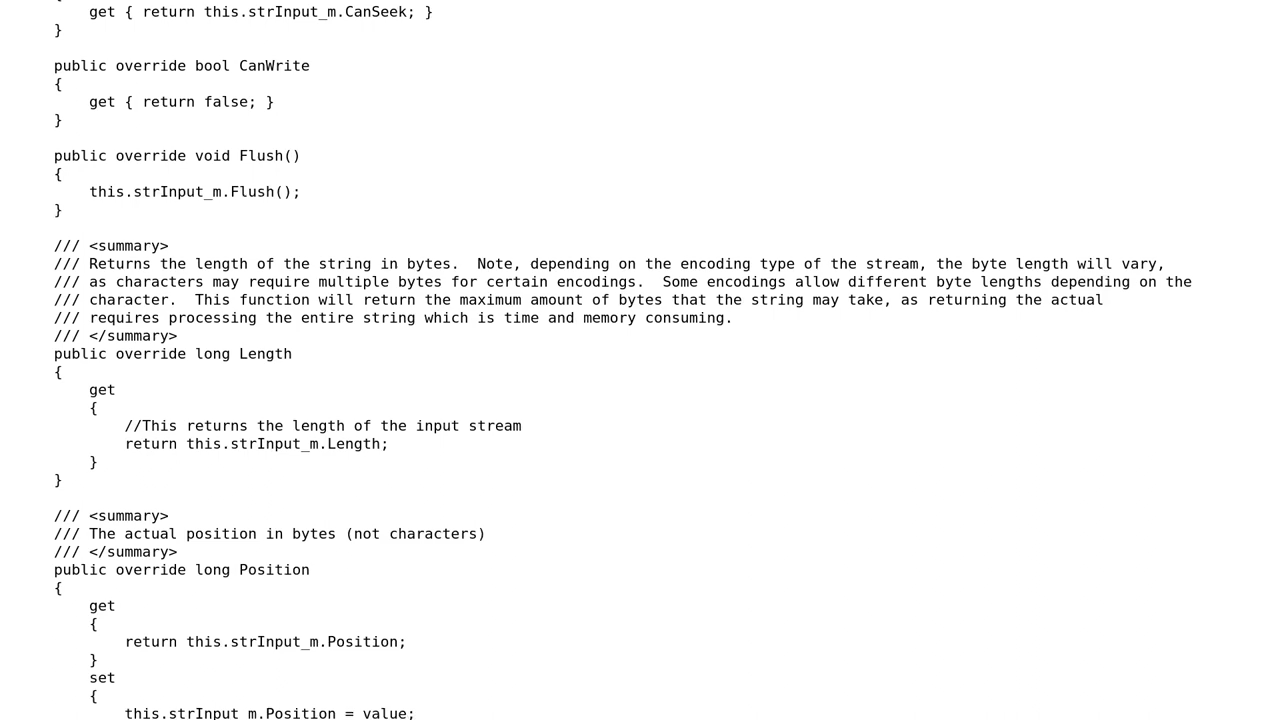 get { return this.strInput_m.CanSeek; }
}
public override bool CanWrite
{
get { return false; }
}
public override void Flush()
{
this.strInput_m.Flush();
}
/// <summary>
/// Returns the length of the string in bytes.  Note, depending on the encoding type of the stream, the byte length will vary,
/// as characters may require multiple bytes for certain encodings.  Some encodings allow different byte lengths depending on the
/// character.  This function will return the maximum amount of bytes that the string may take, as returning the actual
/// requires processing the entire string which is time and memory consuming.
/// </summary>
public override long Length
{
get
{
//This returns the length of the input stream
return this.strInput_m.Length;
}
}
/// <summary>
/// The actual position in bytes (not characters)
/// </summary>
public override long Position
{
get
{
return this.strInput_m.Position;
}
set
{
this.strInput_m.Position = value;